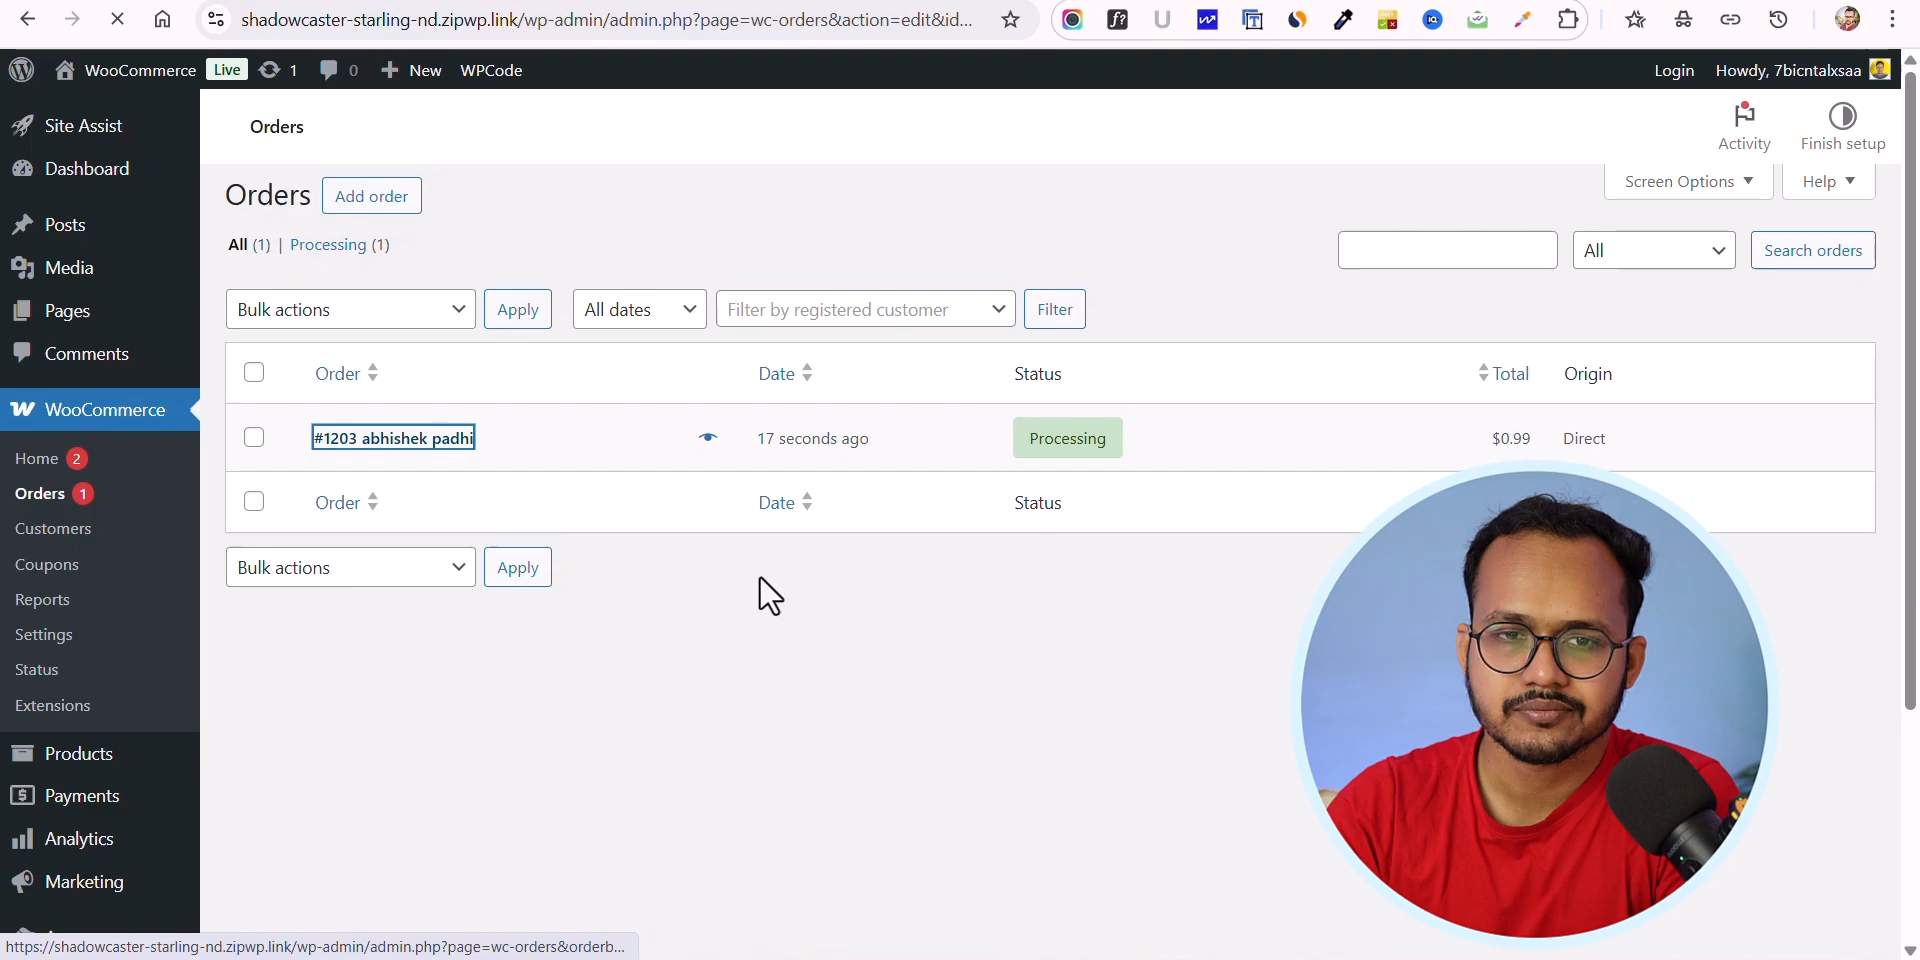 shadowcaster-starling-nd.zipwp.link/wp-admin/admin.php?page=wc-orders&action=edit&id...
WooCommerce Live 1 0 New WPCode
Login Howdy, 7bicntalxsaa
Site Assist
Dashboard
Posts
Media
Pages
Comments
WooCommerce
Home 2
Orders 1
Customers
Coupons
Reports
Settings
Status
Extensions
Products
Payments
Analytics
Marketing
Orders
Activity
Finish setup
Orders Add order
Screen Options Help
All (1) | Processing (1)
All Search orders
Bulk actions Apply All dates Filter by registered customer Filter
Order Date Status Total Origin
#1203 abhishek padhi 17 seconds ago Processing $0.99 Direct
Order Date Status
Bulk actions Apply
https://shadowcaster-starling-nd.zipwp.link/wp-admin/admin.php?page=wc-orders&orderb...